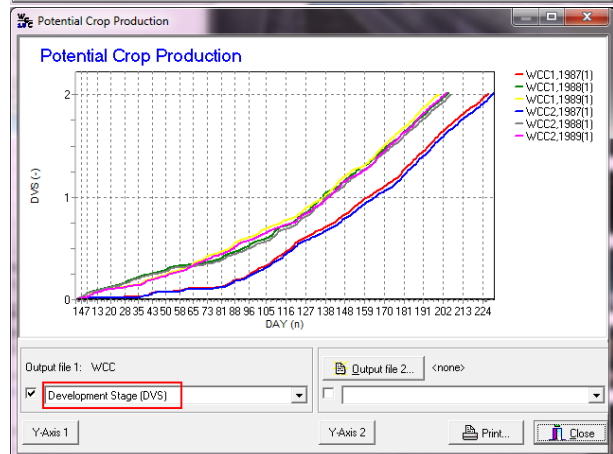 Potential Crop Production
Potential Crop Production
WCC1,1987(1)
WCC1,1988(1)
WCC1,1989(1)
WCC2,1987(1)
WCC2,1988(1)
WCC2,1989(1)
2
1
0
DVS (-)
147 13 20 28 35 43 50 58 65 73 81 88 96 105 116 127 138 148 159 170 181 191 202 213 224
DAY (n)
Output file 1: WCC
Output file 2... <none>
Development Stage (DVS)
Y-Axis 1 Y-Axis 2 Print... Close